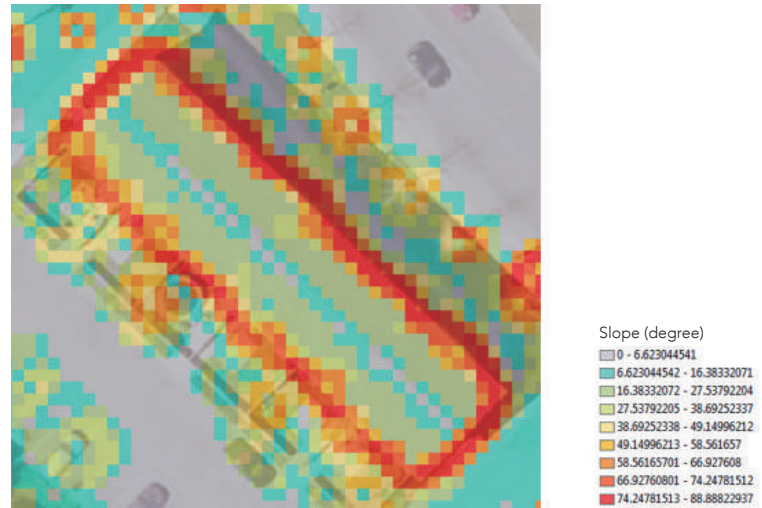 Slope (degree)
0 - 6.623044541
6.623044542 - 16.38332071
16.38332072 - 27.53792204
27.53792205 - 38.69252337
38.69252338 - 49.14996212
49.14996213 - 58.561657
58.56165701 - 66.927608
66.92760801 - 74.24781512
74.24781513 - 88.88822937